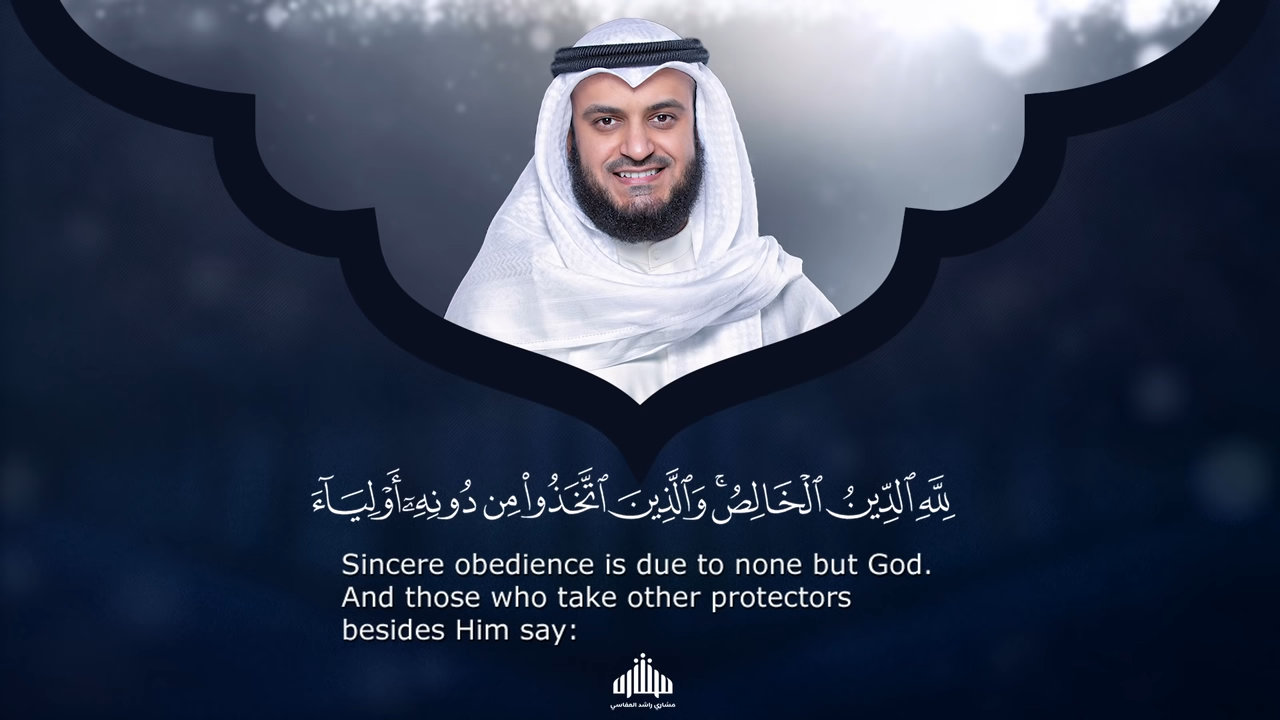 لِلَّهِ ٱلدِّينُ ٱلْخَالِصُ ۚ وَٱلَّذِينَ ٱتَّخَذُوا۟ مِن دُونِهِۦٓ أَوْلِيَآءَ
Sincere obedience is due to none but God.
And those who take other protectors
besides Him say:
مشاري راشد العفاسي